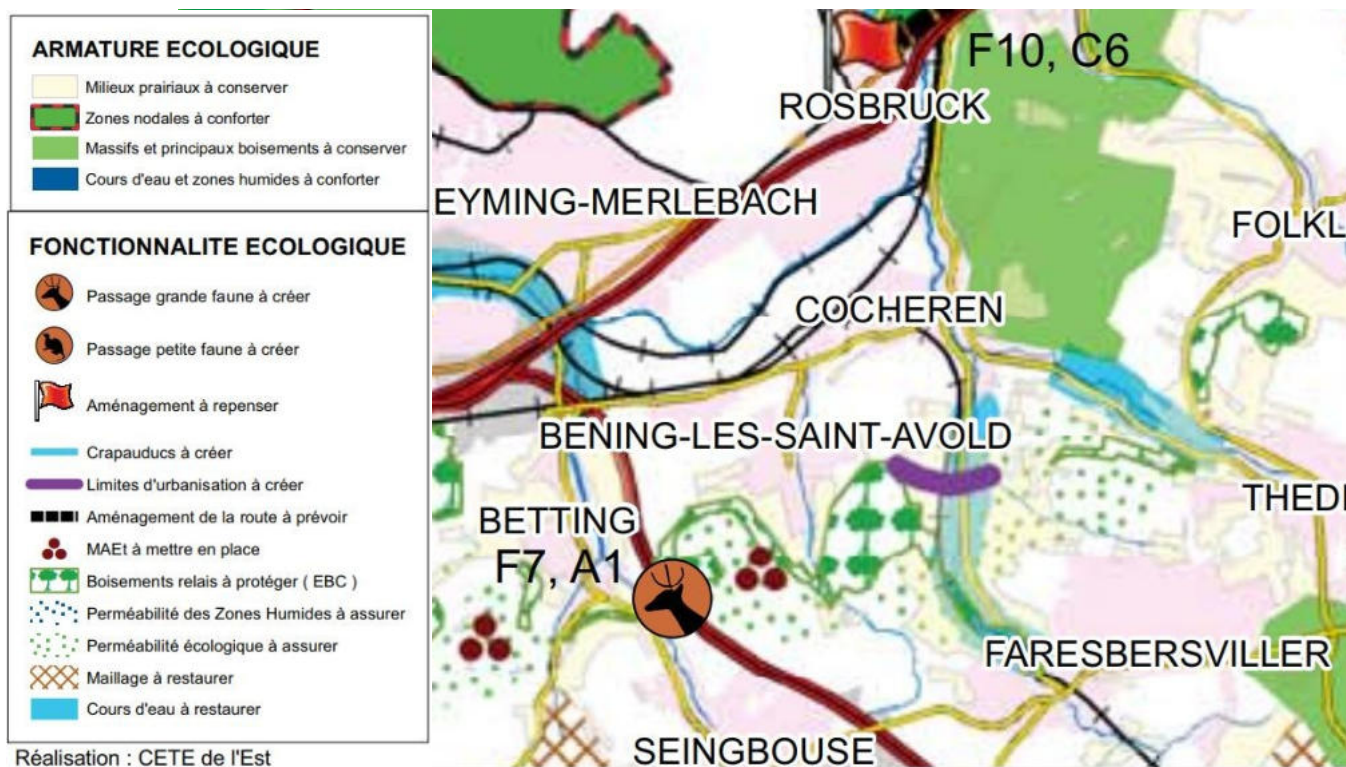 ARMATURE ECOLOGIQUE
Milieux prairiaux à conserver
Zones nodales à conforter
Massifs et principaux boisements à conserver
Cours d'eau et zones humides à conforter
FONCTIONNALITE ECOLOGIQUE
Passage grande faune à créer
Passage petite faune à créer
Aménagement à repenser
Crapauducs à créer
Limites d'urbanisation à créer
Aménagement de la route à prévoir
MAEt à mettre en place
Boisements relais à protéger ( EBC )
Perméabilité des Zones Humides à assurer
Perméabilité écologique à assurer
Maillage à restaurer
Cours d'eau à restaurer
Réalisation : CETE de l'Est
F10, C6
ROSBRUCK
EYMING-MERLEBACH
FOLKL
COCHEREN
BENING-LES-SAINT-AVOLD
THEDI
BETTING
F7, A1
FARESBERSVILLER
SEINGBOUSE